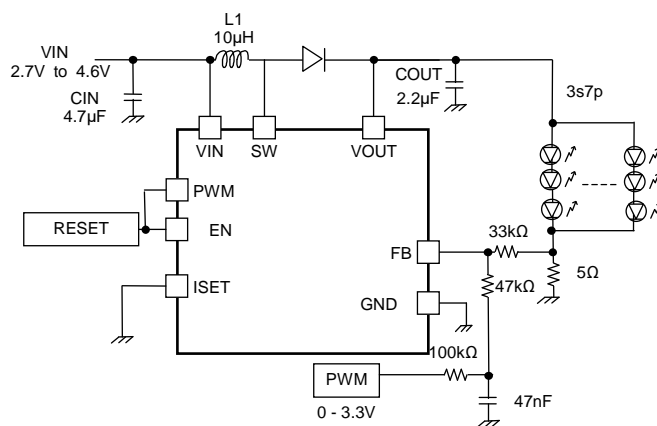 L1
10µH
VIN
2.7V to 4.6V
CIN
4.7µF
COUT
2.2µF
3s7p
VIN
SW
VOUT
PWM
RESET
EN
ISET
FB
GND
33kΩ
47kΩ
5Ω
100kΩ
PWM
0 - 3.3V
47nF